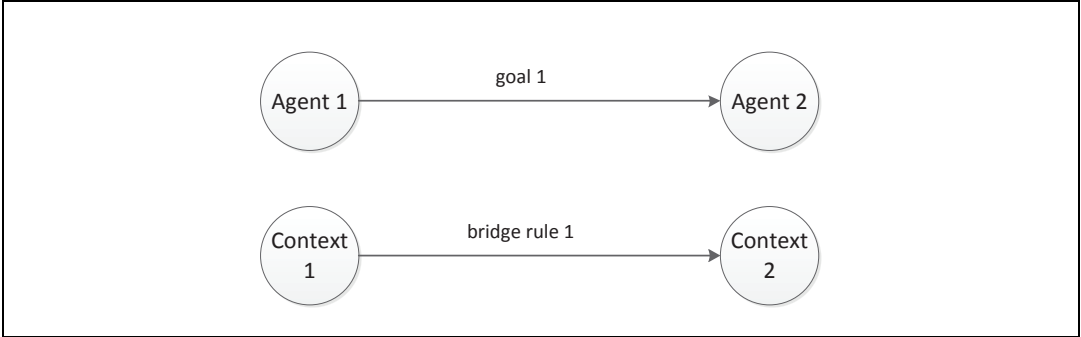 goal 1
Agent 1
Agent 2
bridge rule 1
Context
1
Context
2